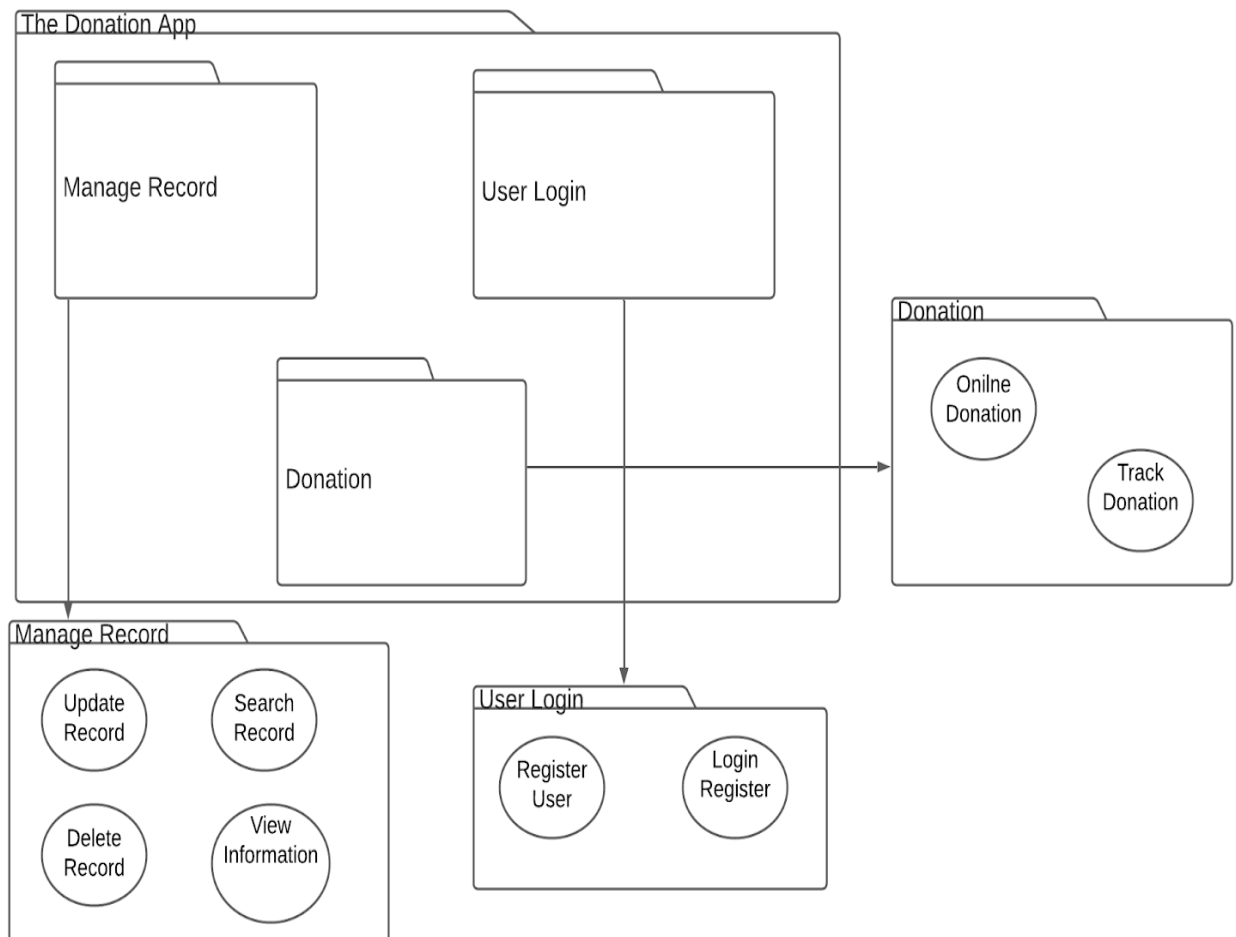 The Donation App
Manage Record
User Login
Donation
Donation
Onilne
Donation
Track
Donation
Manage Record
Update
Record
Search
Record
Delete
Record
View
Information
User Login
Register
User
Login
Register